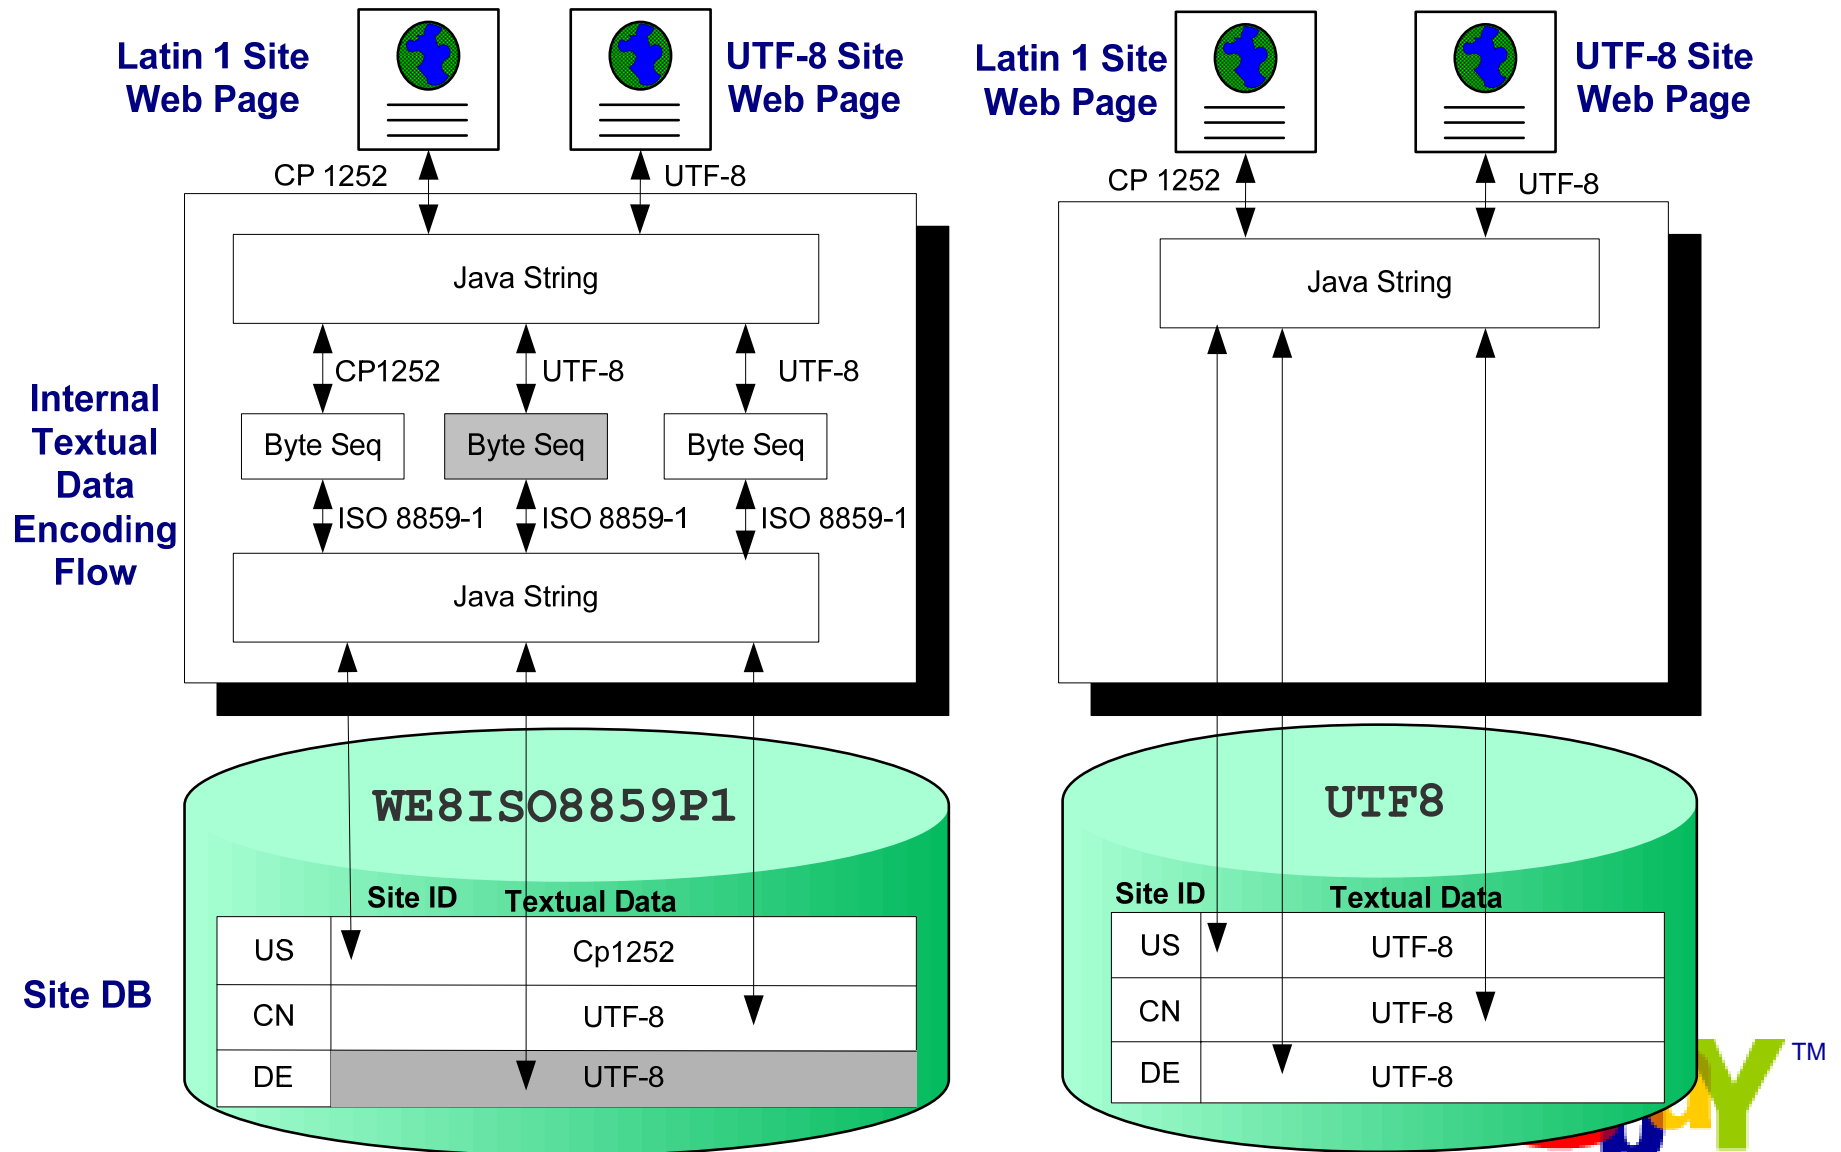 Latin 1 Site
Web Page
UTF-8 Site
Web Page
CP 1252
UTF-8
Java String
CP1252
UTF-8
UTF-8
Byte Seq
Byte Seq
Byte Seq
ISO 8859-1
ISO 8859-1
ISO 8859-1
Java String
Internal
Textual
Data
Encoding
Flow
WE8ISO8859P1
Site ID
Textual Data
US
Cp1252
CN
UTF-8
DE
UTF-8
Site DB
Latin 1 Site
Web Page
UTF-8 Site
Web Page
CP 1252
UTF-8
Java String
UTF8
Site ID
Textual Data
US
UTF-8
CN
UTF-8
DE
UTF-8
TM